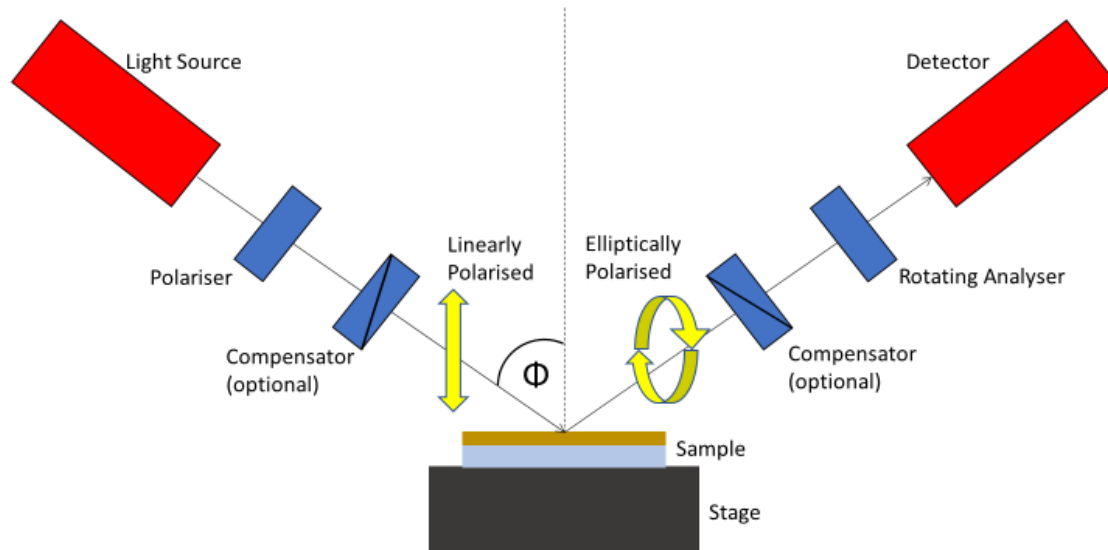 Light Source
Detector
Polariser
Linearly
Polarised
Elliptically
Polarised
Rotating Analyser
Compensator
(optional)
Φ
Compensator
(optional)
Sample
Stage